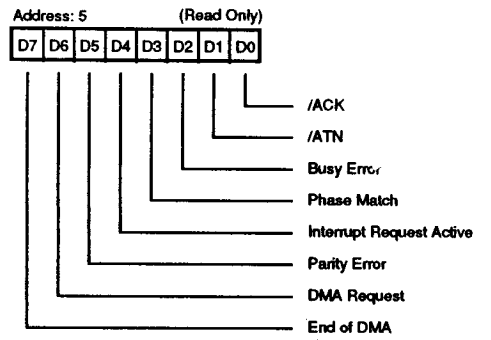 Address: 5 (Read Only)
D7 D6 D5 D4 D3 D2 D1 D0
/ACK
/ATN
Busy Error
Phase Match
Interrupt Request Active
Parity Error
DMA Request
End of DMA